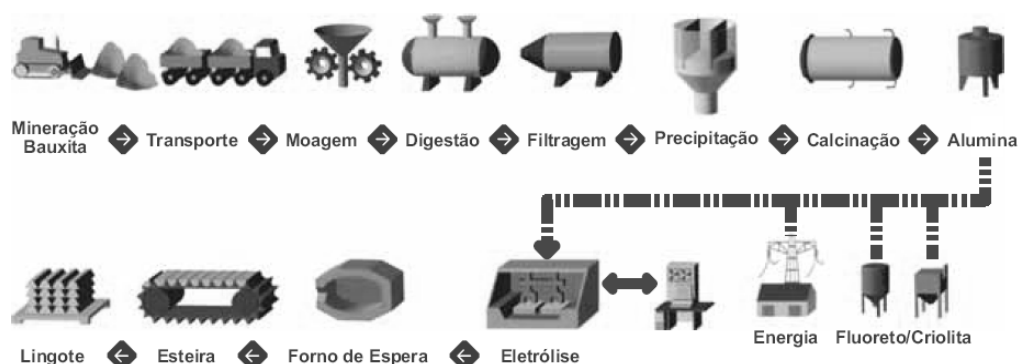 Mineração Bauxita
Transporte
Moagem
Digestão
Filtragem
Precipitação
Calcinação
Alumina
Energia
Fluoreto/Criolita
Lingote
Esteira
Forno de Espera
Eletrólise